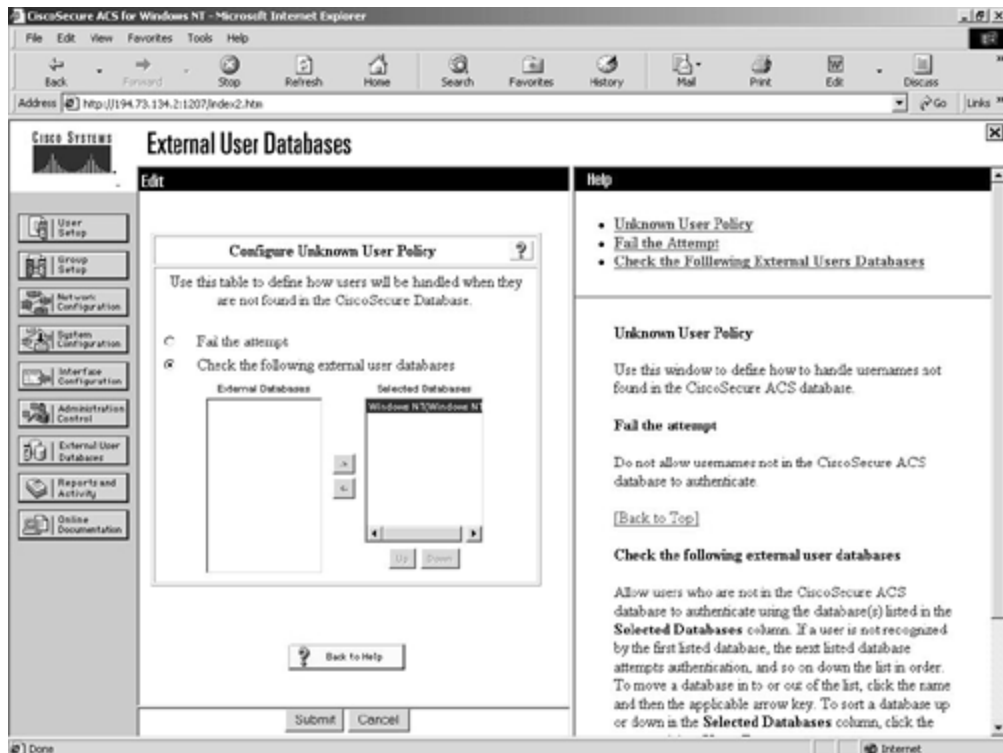 CiscoSecure ACS for Windows NT - Microsoft Internet Explorer
File Edit View Favorites Tools Help
Back Forward Stop Refresh Home Search Favorites History Mail Print Edit Discuss
Address http://194.73.134.2:1207/index2.htm Go Links
CISCO SYSTEMS
External User Databases
Edit
User Setup
Group Setup
Network Configuration
System Configuration
Interface Configuration
Administration Control
External User Databases
Reports and Activity
Online Documentation
Configure Unknown User Policy ?
Use this table to define how users will be handled when they
are not found in the CiscoSecure Database.
Fail the attempt
Check the following external user databases
External Databases Selected Databases
Windows NT(Windows NT
->
<-
Up Down
? Back to Help
Submit Cancel
Help
Unknown User Policy
Fail the Attempt
Check the Folllewing External Users Databases
Unknown User Policy
Use this window to define how to handle usernames not
found in the CiscoSecure ACS database.
Fail the attempt
Do not allow usernames not in the CiscoSecure ACS
database to authenticate.
[Back to Top]
Check the following external user databases
Allow users who are not in the CiscoSecure ACS
database to authenticate using the database(s) listed in the
Selected Databases column. If a user is not recognized
by the first listed database, the next listed database
attempts authentication, and so on down the list in order.
To move a database in to or out of the list, click the name
and then the applicable arrow key. To sort a database up
or down in the Selected Databases column, click the
Done Internet